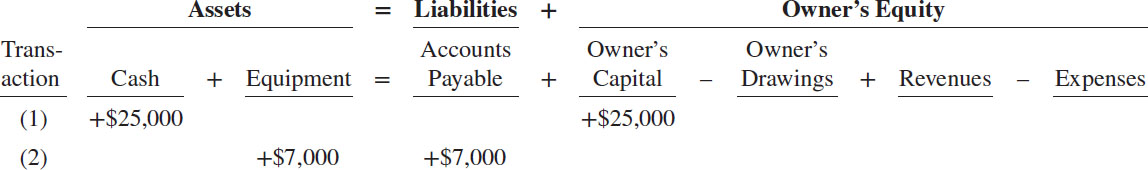 Assets = Liabilities + Owner’s Equity
Trans- Accounts Owner’s Owner’s
action Cash + Equipment = Payable + Capital – Drawings + Revenues – Expenses
(1) +$25,000 +$25,000
(2) +$7,000 +$7,000